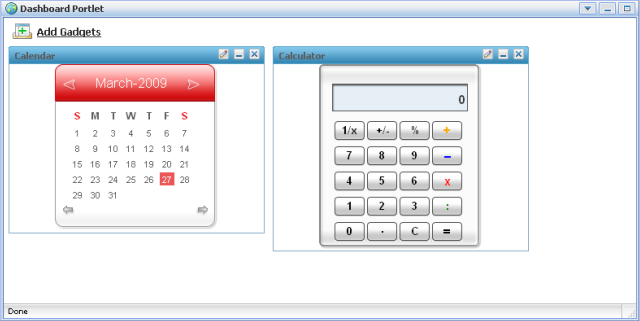 Dashboard Portlet
Add Gadgets
Calendar
March-2009
S M T W T F S
1 2 3 4 5 6 7
8 9 10 11 12 13 14
15 16 17 18 19 20 21
22 23 24 25 26 27 28
29 30 31
Calculator
0
1/x +/- % +
7 8 9 –
4 5 6 x
1 2 3 :
0 · C =
Done